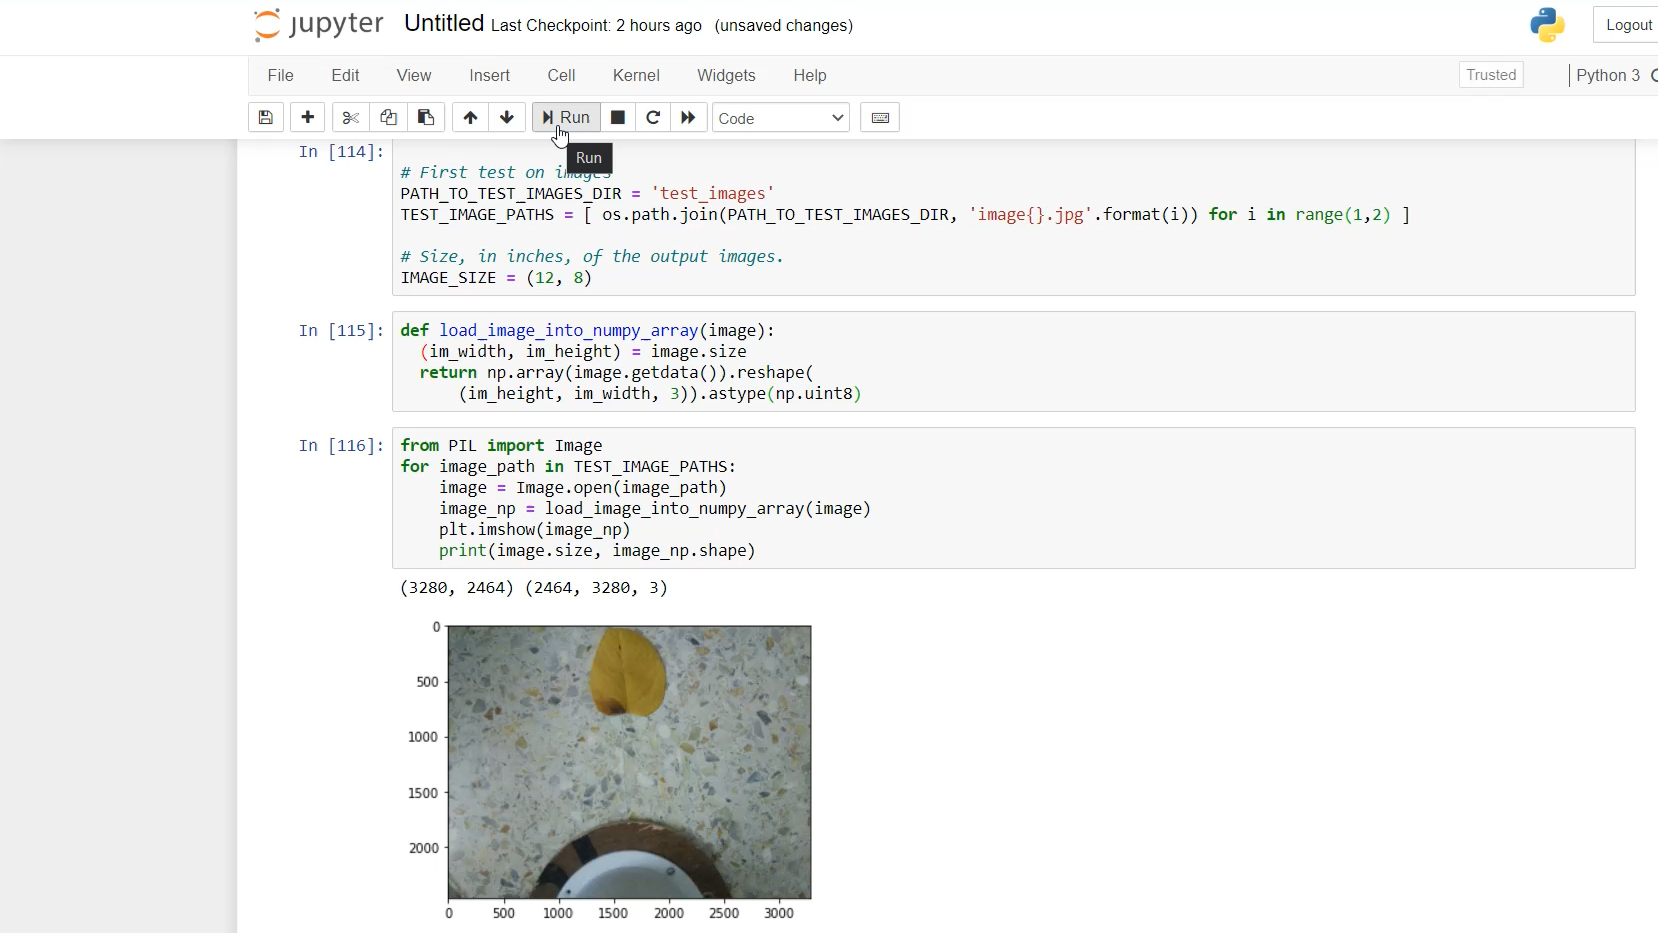 jupyter Untitled Last Checkpoint: 2 hours ago (unsaved changes) Logout
File Edit View Insert Cell Kernel Widgets Help Trusted Python 3
Run Code
Run
In [114]:
# First test on images
PATH_TO_TEST_IMAGES_DIR = 'test_images'
TEST_IMAGE_PATHS = [ os.path.join(PATH_TO_TEST_IMAGES_DIR, 'image{}.jpg'.format(i)) for i in range(1,2) ]
# Size, in inches, of the output images.
IMAGE_SIZE = (12, 8)
In [115]: def load_image_into_numpy_array(image):
(im_width, im_height) = image.size
return np.array(image.getdata()).reshape(
(im_height, im_width, 3)).astype(np.uint8)
In [116]: from PIL import Image
for image_path in TEST_IMAGE_PATHS:
image = Image.open(image_path)
image_np = load_image_into_numpy_array(image)
plt.imshow(image_np)
print(image.size, image_np.shape)
(3280, 2464) (2464, 3280, 3)
0
500
1000
1500
2000
0 500 1000 1500 2000 2500 3000